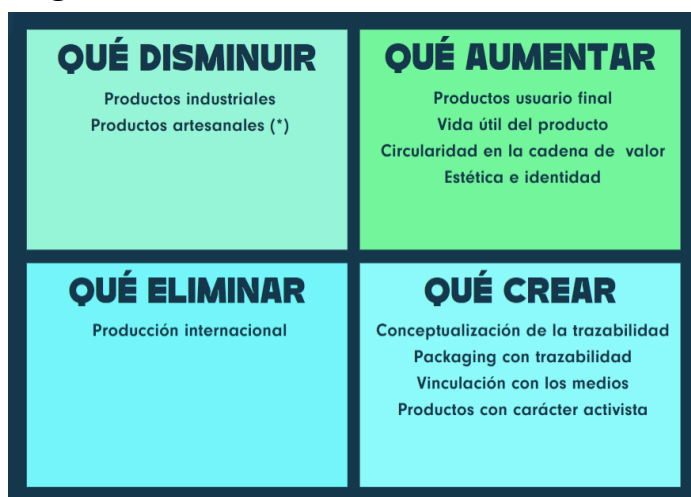 QUÉ DISMINUIR
Productos industriales
Productos artesanales (*)
QUÉ AUMENTAR
Productos usuario final
Vida útil del producto
Circularidad en la cadena de valor
Estética e identidad
QUÉ ELIMINAR
Producción internacional
QUÉ CREAR
Conceptualización de la trazabilidad
Packaging con trazabilidad
Vinculación con los medios
Productos con carácter activista